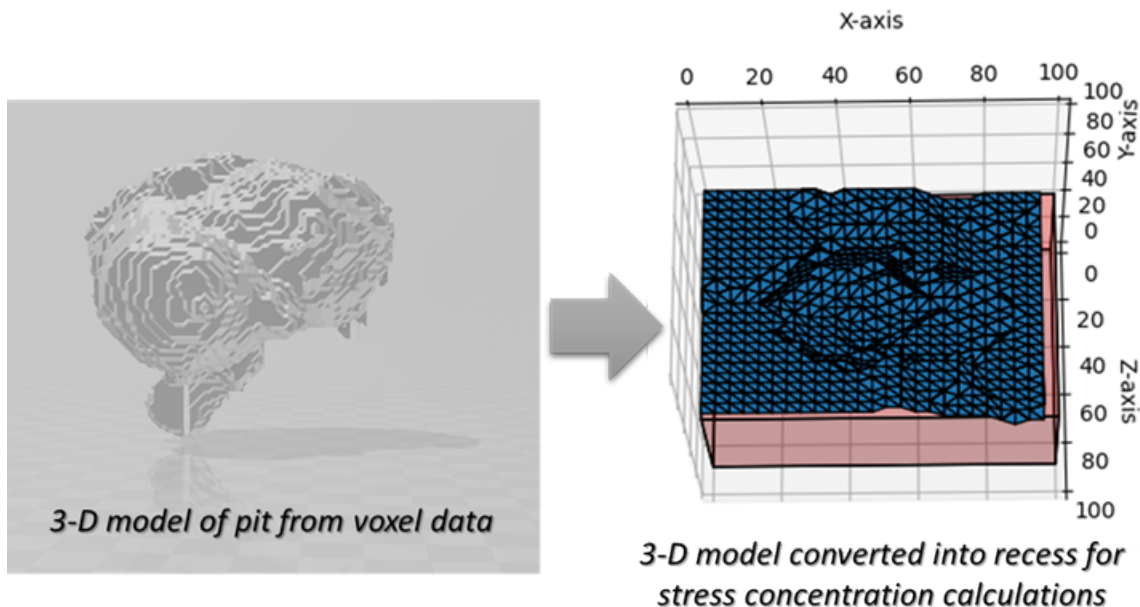 X-axis
0 20 40 60 80 100
100
80
60
40
20
0
Y-axis
0
20
40
60
80
100
Z-axis
3-D model of pit from voxel data
3-D model converted into recess for
stress concentration calculations